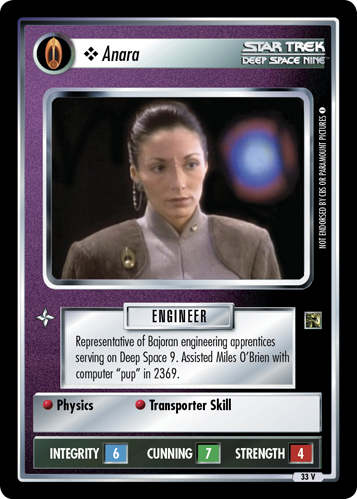 ❖ Anara
STAR TREK
DEEP SPACE NINE™
NOT ENDORSED BY CBS OR PARAMOUNT PICTURES
ENGINEER
Representative of Bajoran engineering apprentices
serving on Deep Space 9. Assisted Miles O'Brien with
computer "pup" in 2369.
Physics
Transporter Skill
INTEGRITY 6 CUNNING 7 STRENGTH 4
33 V